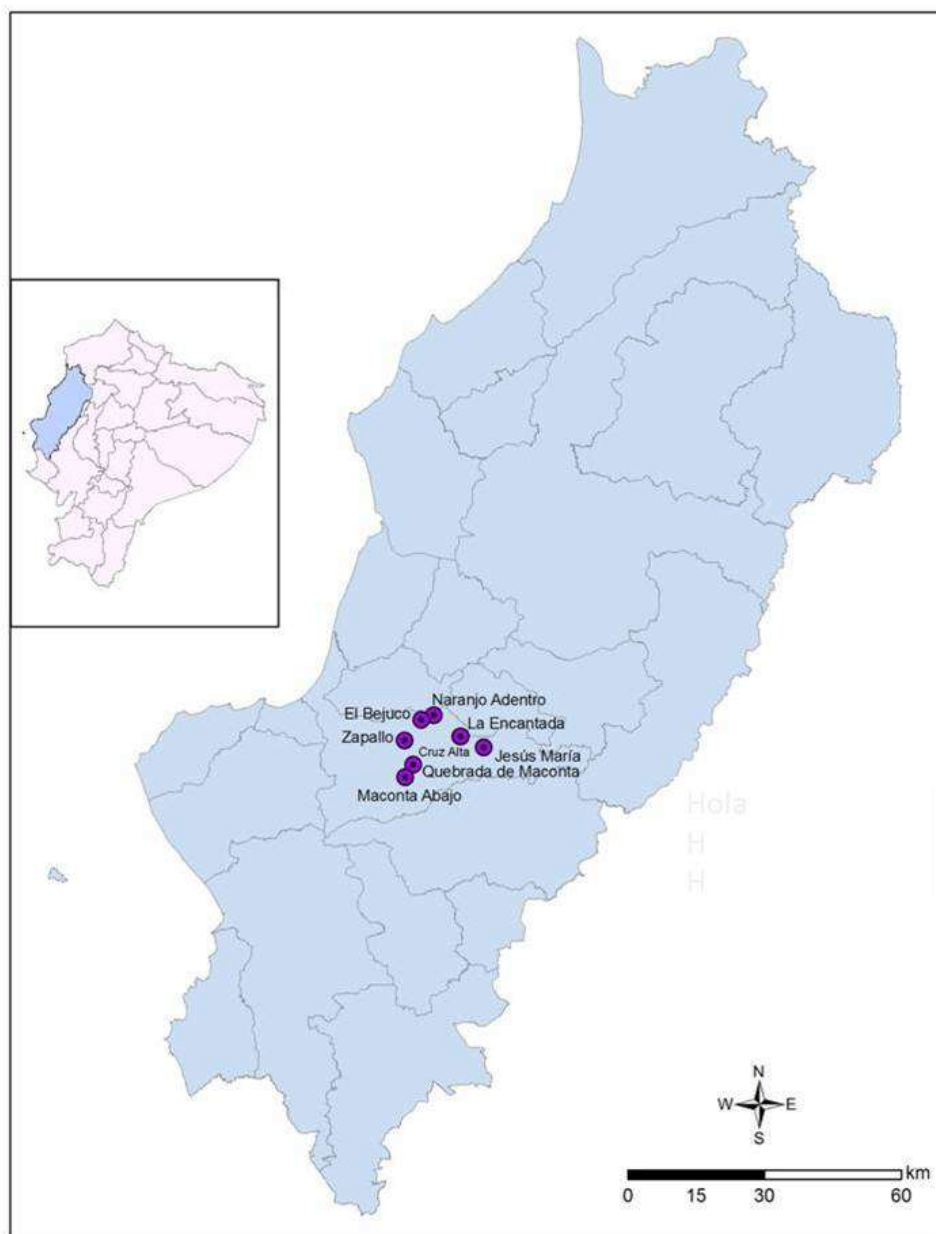 Naranjo Adentro
El Bejuco
La Encantada
Zapallo
Cruz Alta
Jesús María
Quebrada de Maconta
Maconta Abajo
Hola
H
H
N
W E
S
km
0 15 30 60